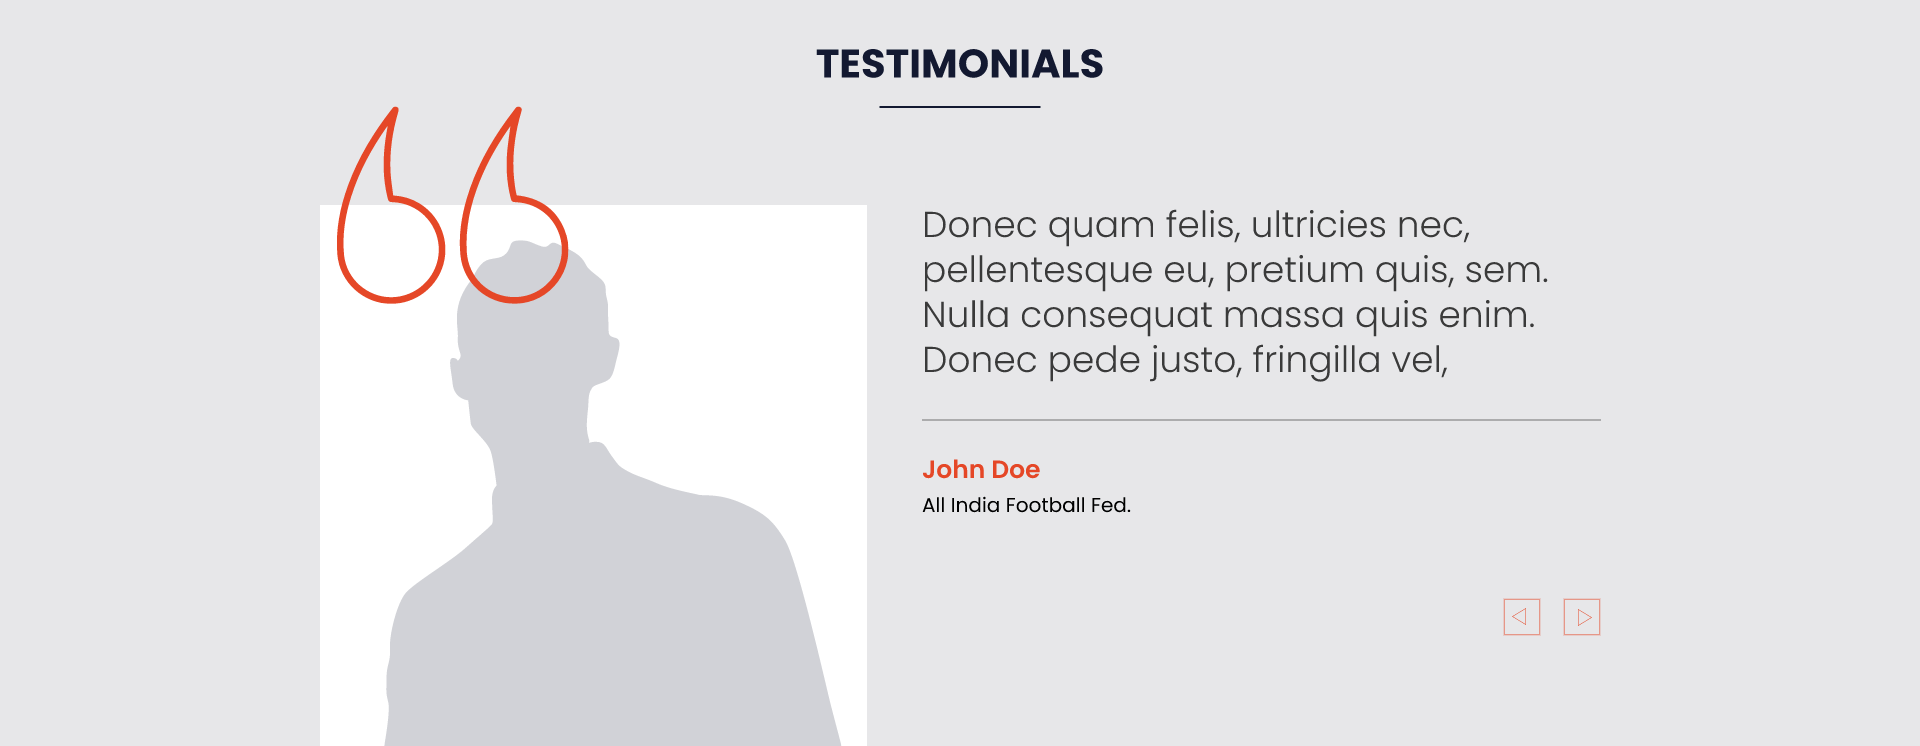 TESTIMONIALS
Donec quam felis, ultricies nec,
pellentesque eu, pretium quis, sem.
Nulla consequat massa quis enim.
Donec pede justo, fringilla vel,
John Doe
All India Football Fed.